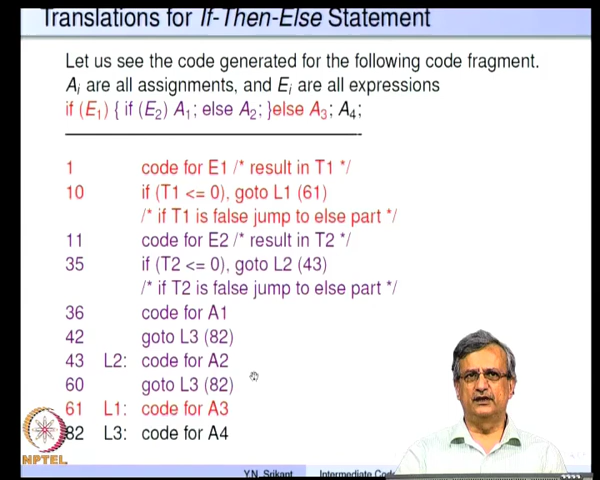 Translations for If-Then-Else Statement
Let us see the code generated for the following code fragment.
Ai are all assignments, and Ei are all expressions
if (E1) { if (E2) A1; else A2; }else A3; A4;
1 code for E1 /* result in T1 */
10 if (T1 <= 0), goto L1 (61)
/* if T1 is false jump to else part */
11 code for E2 /* result in T2 */
35 if (T2 <= 0), goto L2 (43)
/* if T2 is false jump to else part */
36 code for A1
42 goto L3 (82)
43 L2: code for A2
60 goto L3 (82)
61 L1: code for A3
82 L3: code for A4
NPTEL
Y.N. Srikant Intermediate Code